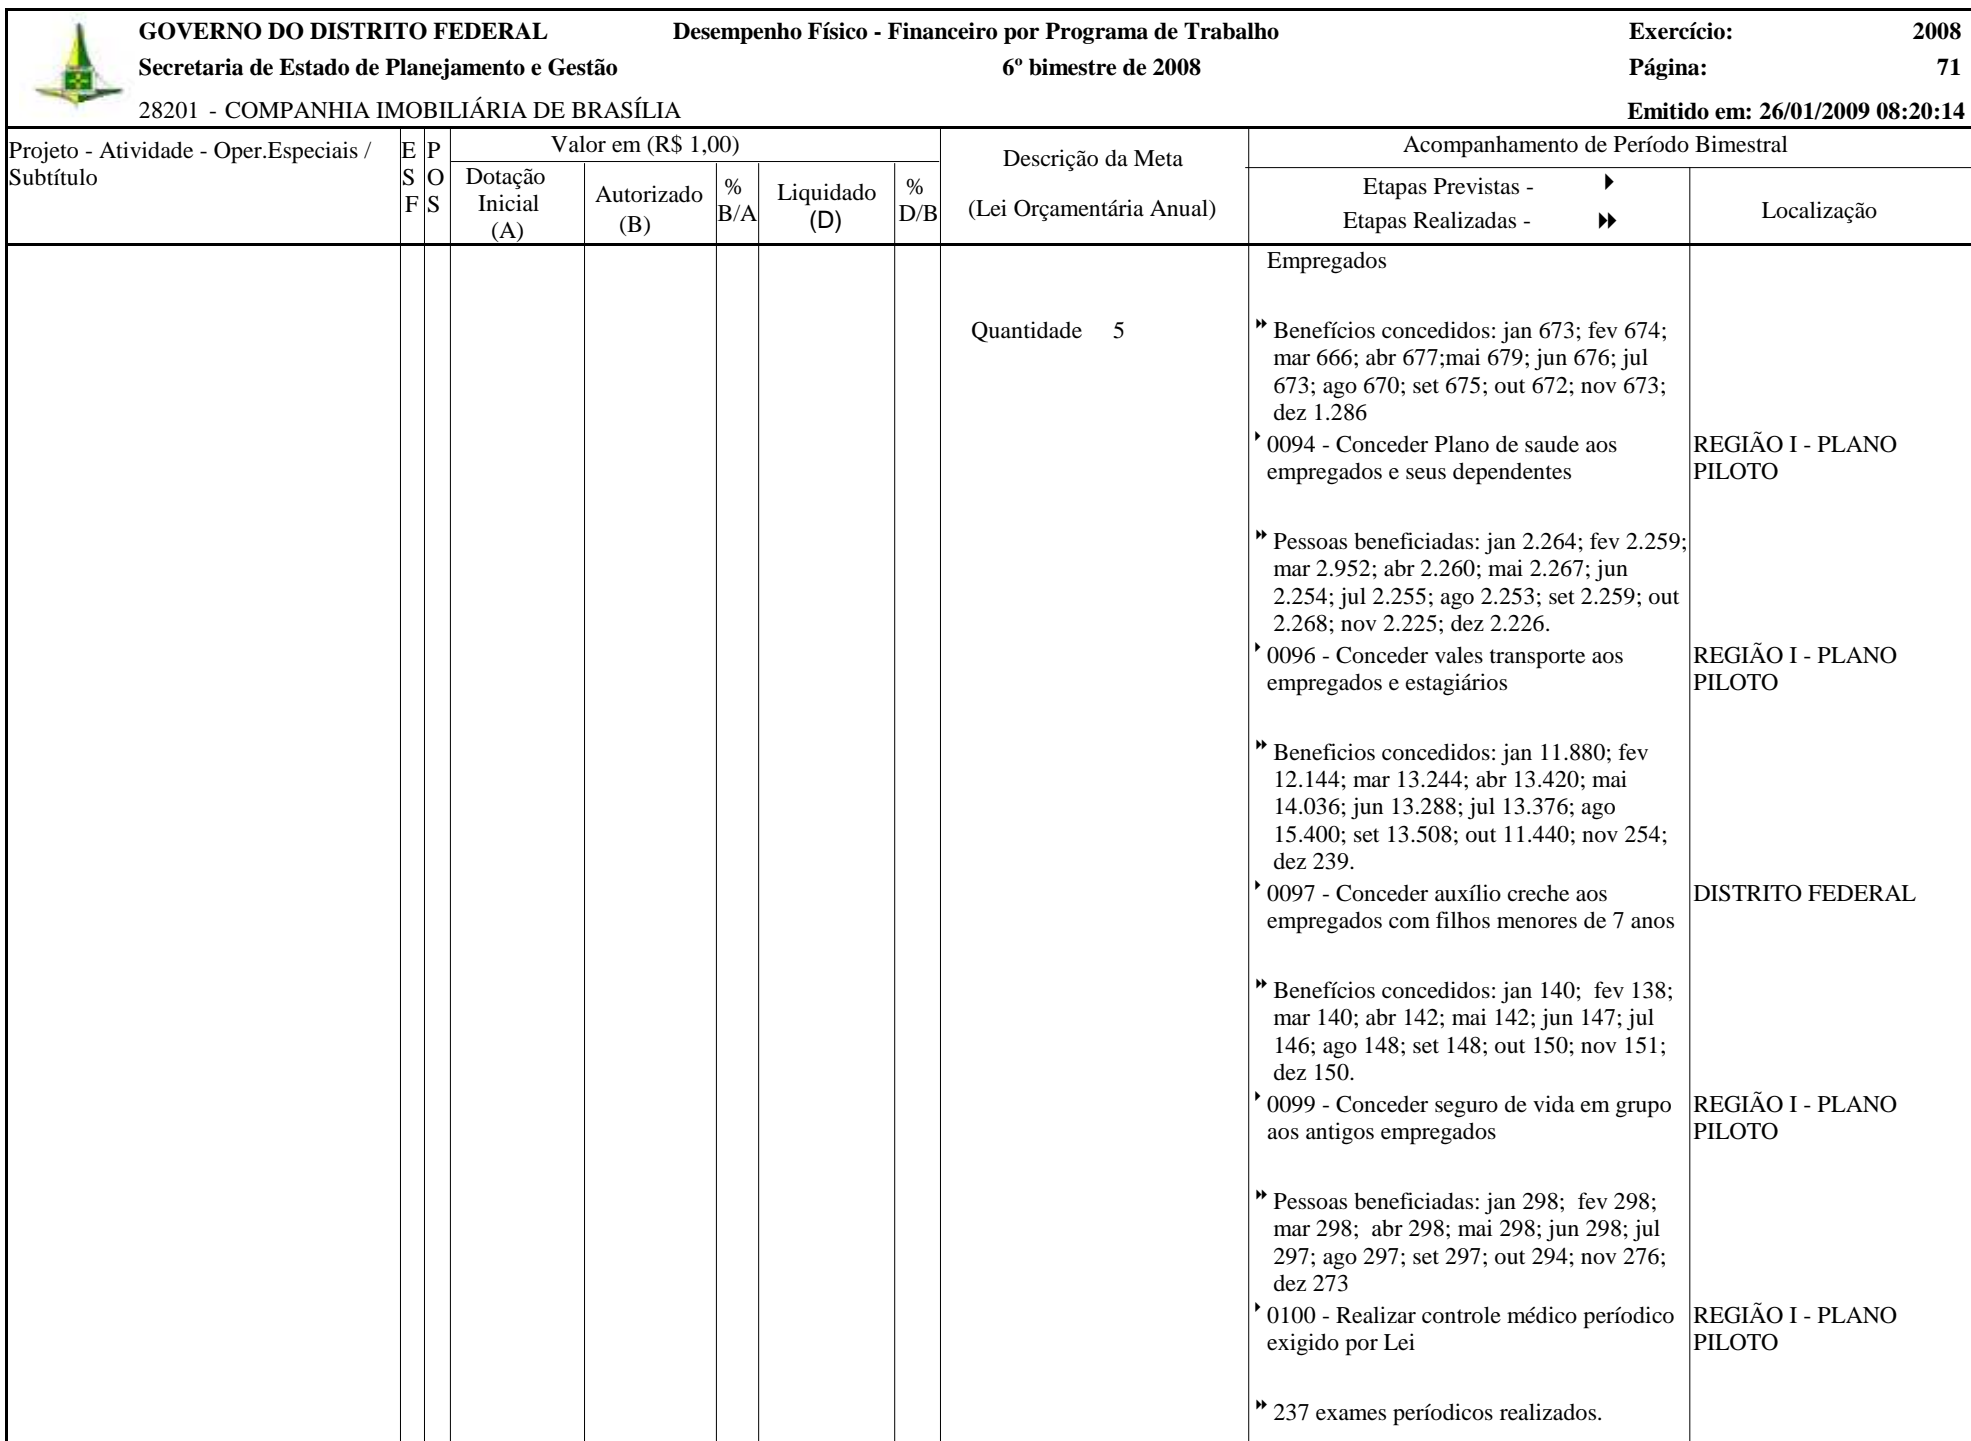 GOVERNO DO DISTRITO FEDERAL
Desempenho Físico - Financeiro por Programa de Trabalho
Exercício: 2008
Secretaria de Estado de Planejamento e Gestão
6º bimestre de 2008
Página: 71
28201 - COMPANHIA IMOBILIÁRIA DE BRASÍLIA
Emitido em: 26/01/2009 08:20:14
Projeto - Atividade - Oper.Especiais /
Subtítulo
E
S
F
P
O
S
Valor em (R$ 1,00)
Dotação
Inicial
(A)
Autorizado
(B)
%
B/A
Liquidado
(D)
%
D/B
Descrição da Meta
(Lei Orçamentária Anual)
Acompanhamento de Período Bimestral
Etapas Previstas -
Etapas Realizadas -
Localização
Empregados
Quantidade 5
Benefícios concedidos: jan 673; fev 674;
mar 666; abr 677;mai 679; jun 676; jul
673; ago 670; set 675; out 672; nov 673;
dez 1.286
0094 - Conceder Plano de saude aos
empregados e seus dependentes
REGIÃO I - PLANO
PILOTO
Pessoas beneficiadas: jan 2.264; fev 2.259;
mar 2.952; abr 2.260; mai 2.267; jun
2.254; jul 2.255; ago 2.253; set 2.259; out
2.268; nov 2.225; dez 2.226.
0096 - Conceder vales transporte aos
empregados e estagiários
REGIÃO I - PLANO
PILOTO
Beneficios concedidos: jan 11.880; fev
12.144; mar 13.244; abr 13.420; mai
14.036; jun 13.288; jul 13.376; ago
15.400; set 13.508; out 11.440; nov 254;
dez 239.
0097 - Conceder auxílio creche aos
empregados com filhos menores de 7 anos
DISTRITO FEDERAL
Benefícios concedidos: jan 140; fev 138;
mar 140; abr 142; mai 142; jun 147; jul
146; ago 148; set 148; out 150; nov 151;
dez 150.
0099 - Conceder seguro de vida em grupo
aos antigos empregados
REGIÃO I - PLANO
PILOTO
Pessoas beneficiadas: jan 298; fev 298;
mar 298; abr 298; mai 298; jun 298; jul
297; ago 297; set 297; out 294; nov 276;
dez 273
0100 - Realizar controle médico períodico
exigido por Lei
REGIÃO I - PLANO
PILOTO
237 exames períodicos realizados.